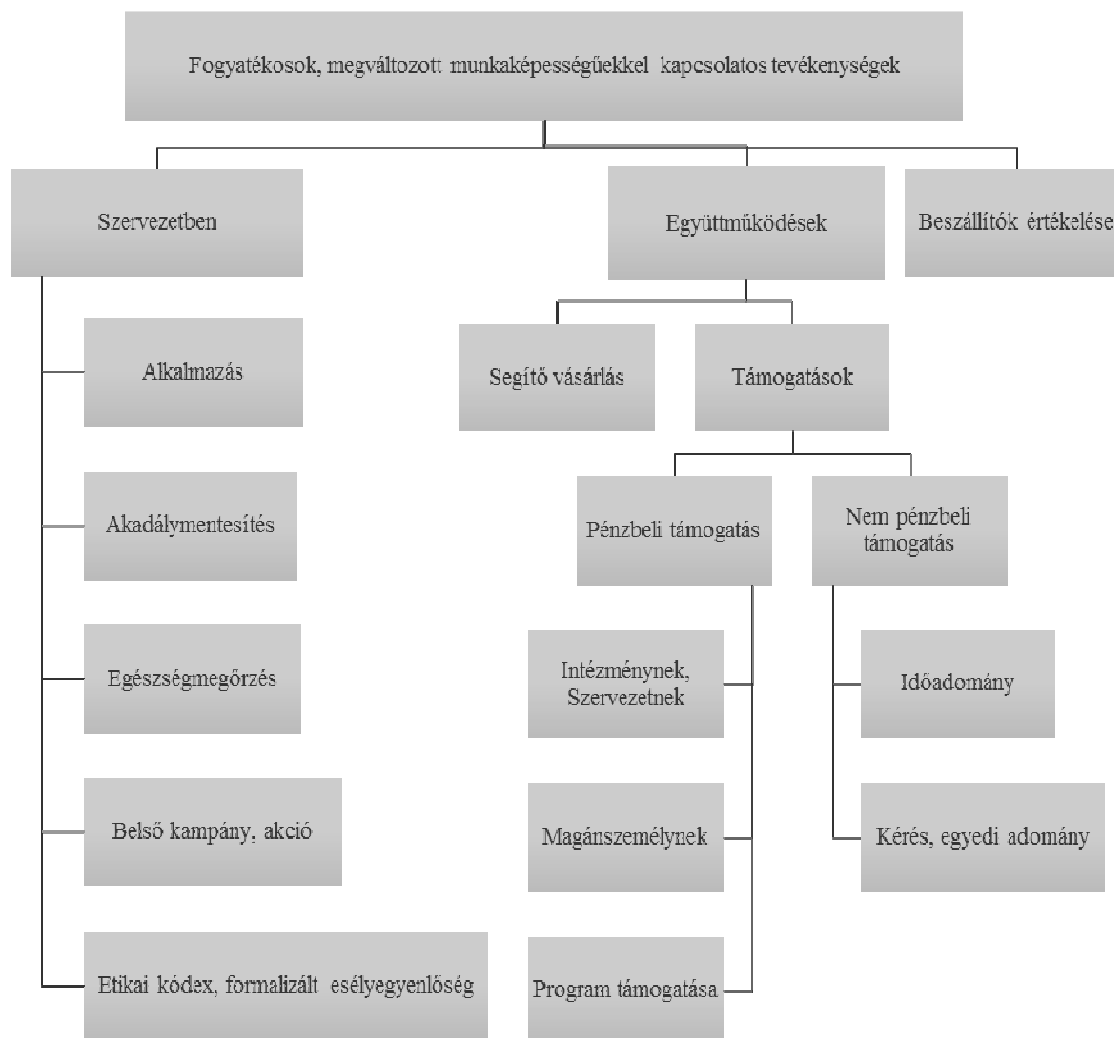 Fogyatékosok, megváltozott munkaképességűekkel kapcsolatos tevékenységek
Szervezetben
Együttműködések
Beszállítók értékelése
Alkalmazás
Segítő vásárlás
Támogatások
Akadálymentesítés
Pénzbeli támogatás
Nem pénzbeli
támogatás
Egészségmegőrzés
Intézménynek,
Szervezetnek
Időadomány
Belső kampány, akció
Magánszemélynek
Kérés, egyedi adomány
Etikai kódex, formalizált esélyegyenlőség
Program támogatása